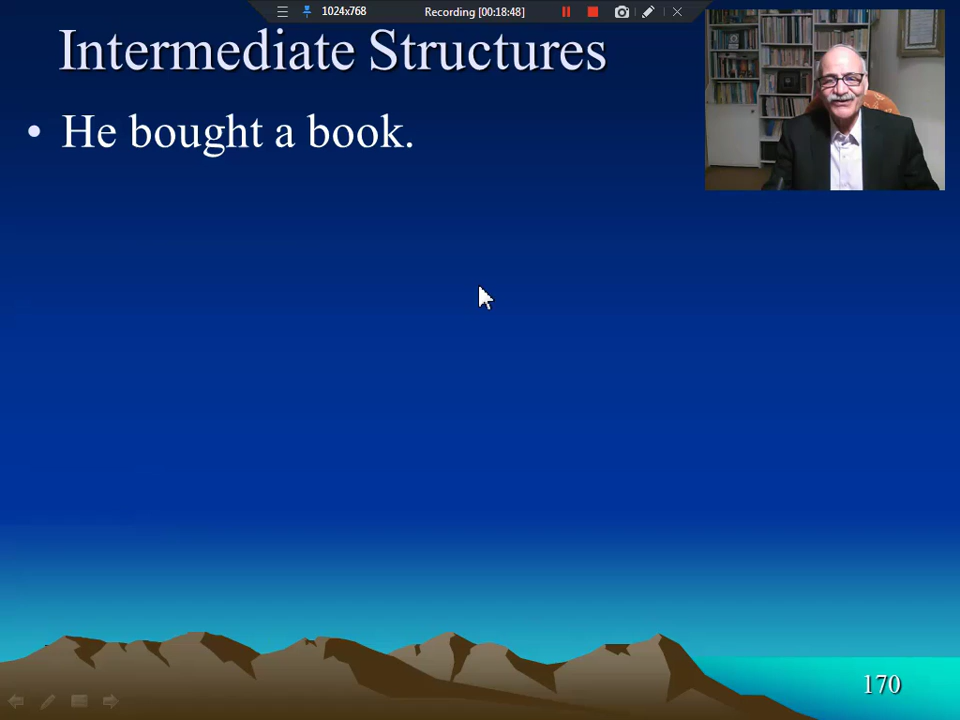 1024x768
Recording [00:18:48]
Intermediate Structures
• He bought a book.
170